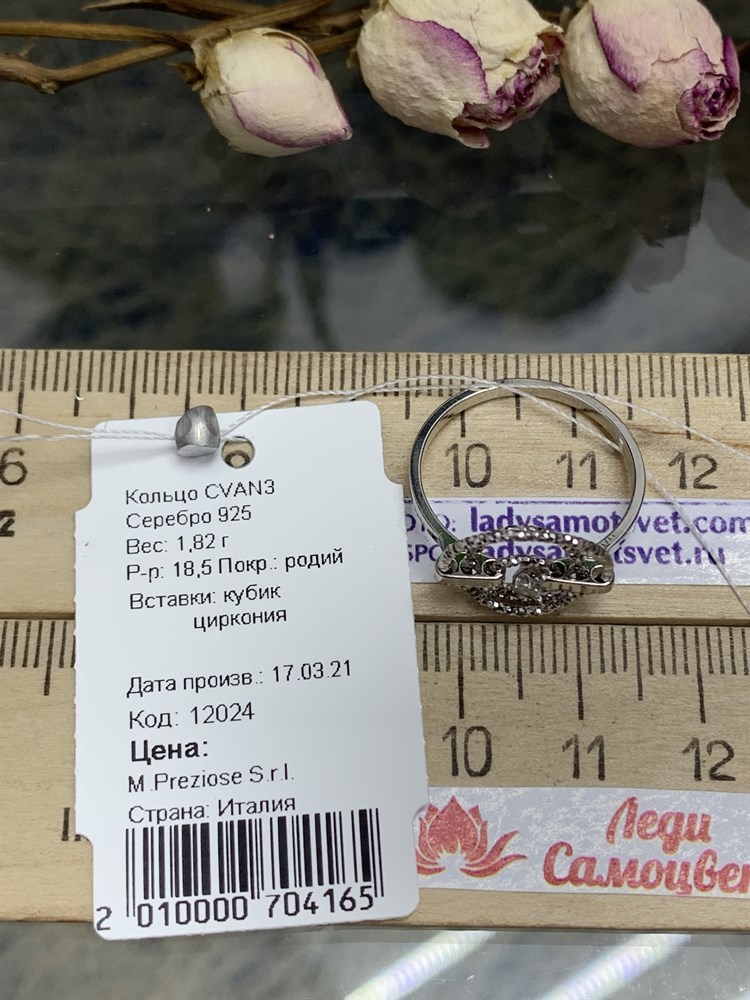 6
10 11 12
2
ladysamotsvet.com
Кольцо CVAN3
Серебро 925
Вес: 1,82 г
Р-р: 18,5 Покр.: родий
Вставки: кубик
циркония
Дата произв.: 17.03.21
Код: 12024
Цена:
M.Preziose S.r.l.
Страна: Италия
2 010000 704165
10 11 12
Леди
Самоцвет